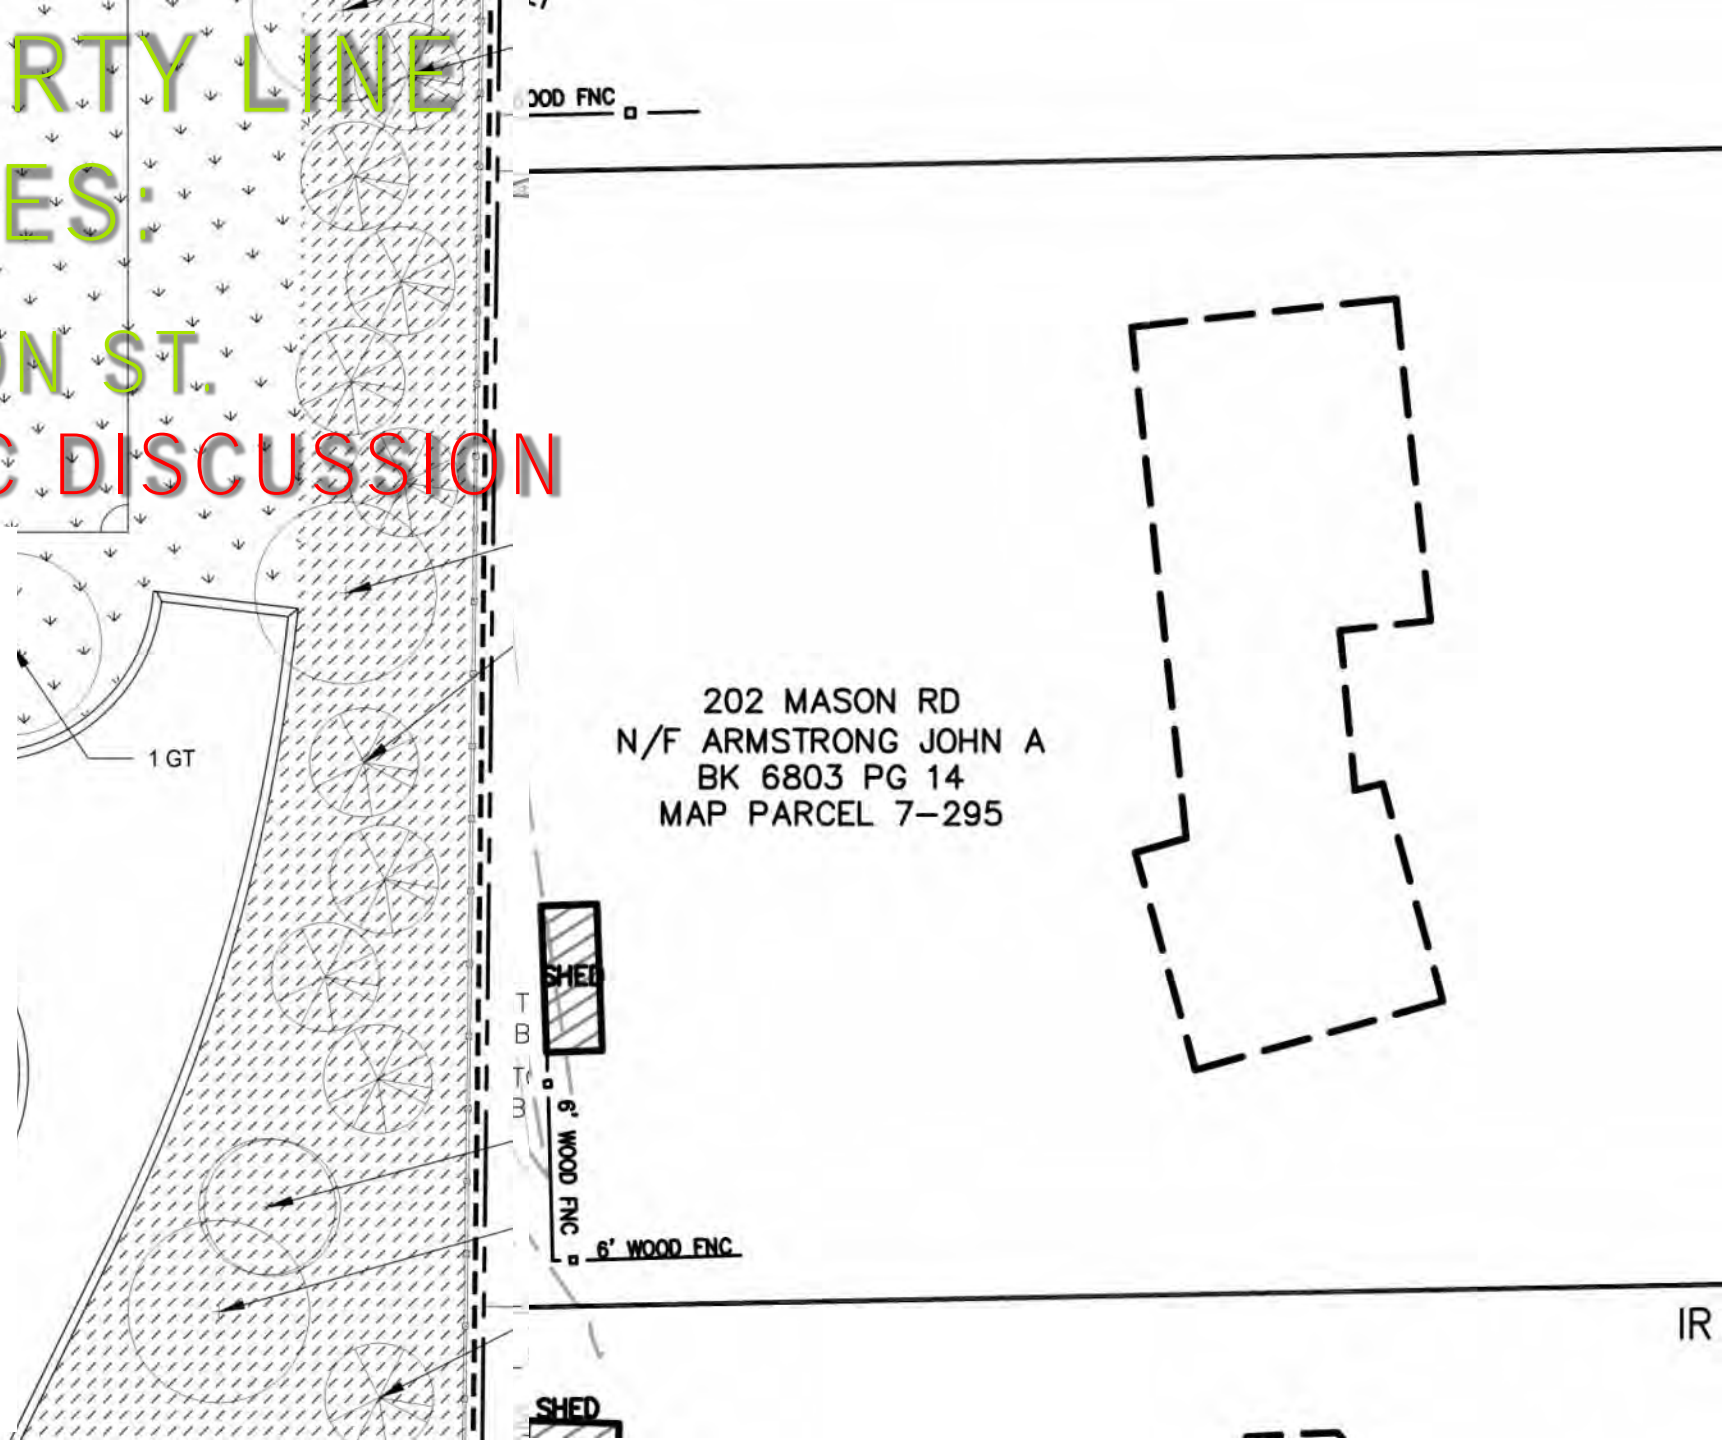 OOD FNC
RTY LINE
ES:
ON ST.
C DISCUSSION
202 MASON RD
N/F ARMSTRONG JOHN A
BK 6803 PG 14
MAP PARCEL 7-295
1 GT
SHED
T
B
B
6' WOOD FNC
6' WOOD FNC
IR
SHED